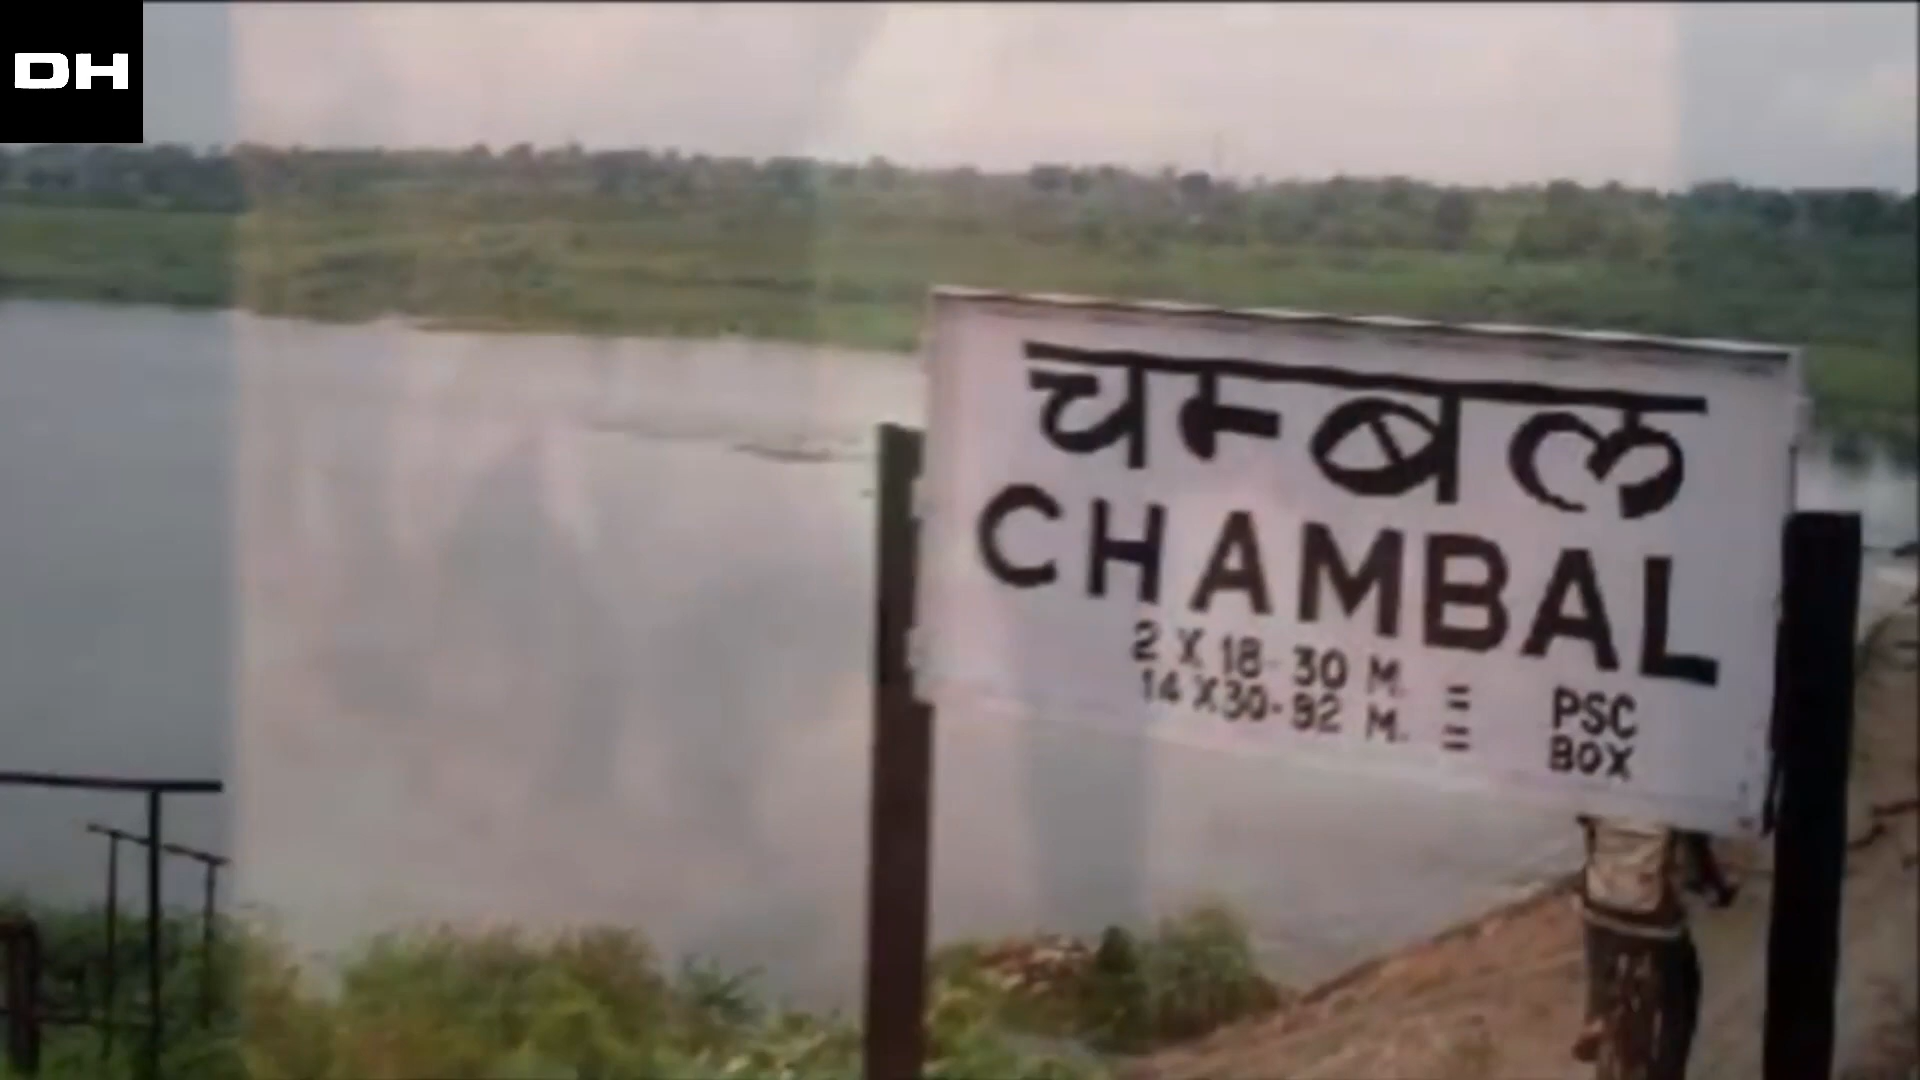 DH
चम्बल
CHAMBAL
2 X 18-30 M. = PSC
14 X 30-92 M. = BOX